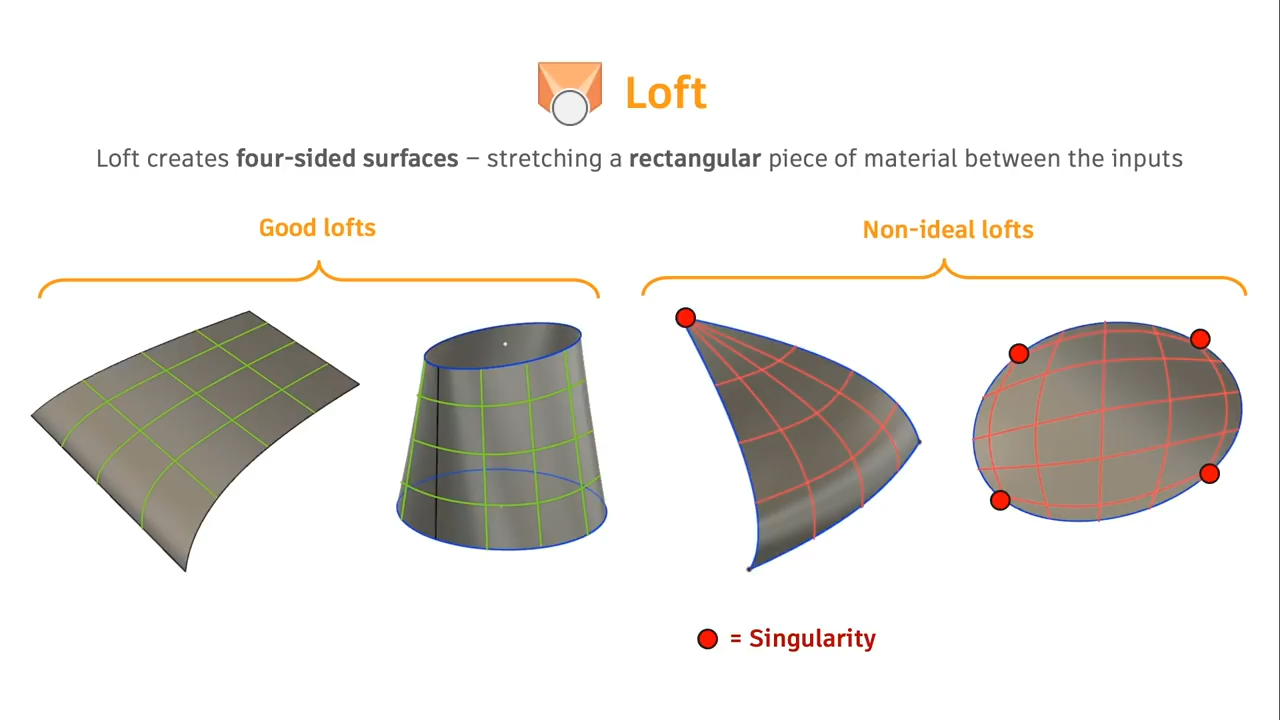 Loft
Loft creates four-sided surfaces – stretching a rectangular piece of material between the inputs
Good lofts
Non-ideal lofts
= Singularity